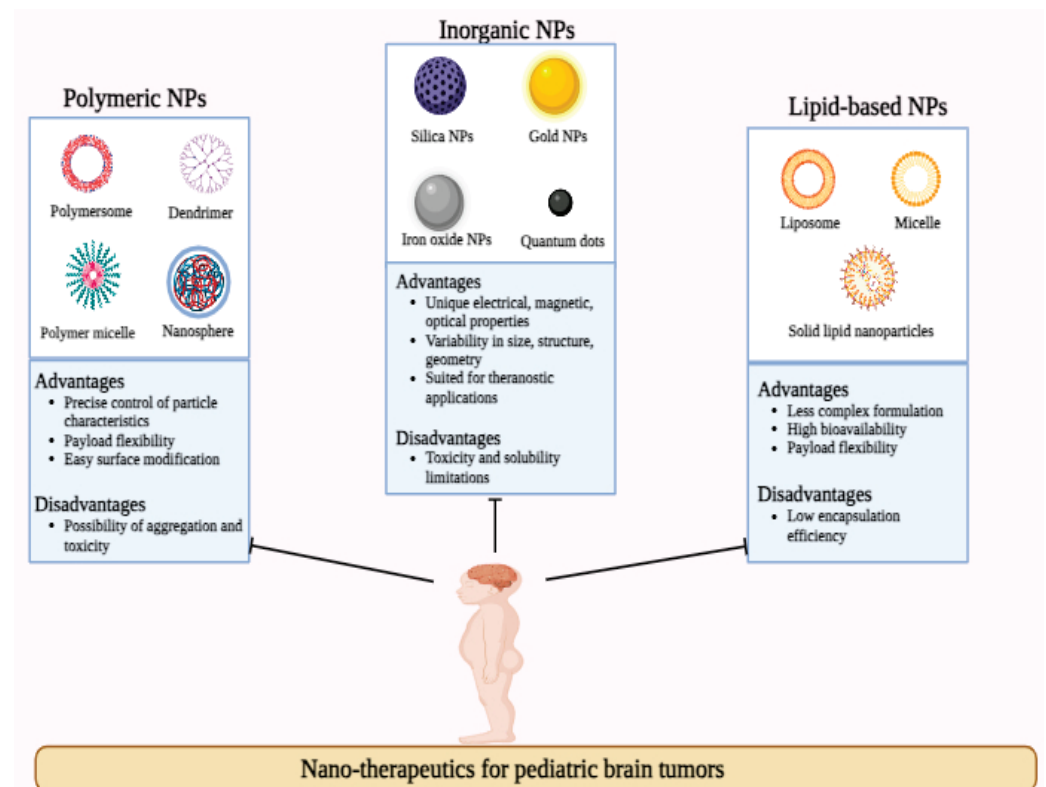 Inorganic NPs
Silica NPs
Gold NPs
Iron oxide NPs
Quantum dots
Advantages
• Unique electrical, magnetic,
optical properties
• Variability in size, structure,
geometry
• Suited for theranostic
applications
Disadvantages
• Toxicity and solubility
limitations
Polymeric NPs
Polymersome
Dendrimer
Polymer micelle
Nanosphere
Advantages
• Precise control of particle
characteristics
• Payload flexibility
• Easy surface modification
Disadvantages
• Possibility of aggregation and
toxicity
Lipid-based NPs
Liposome
Micelle
Solid lipid nanoparticles
Advantages
• Less complex formulation
• High bioavailability
• Payload flexibility
Disadvantages
• Low encapsulation
efficiency
Nano-therapeutics for pediatric brain tumors